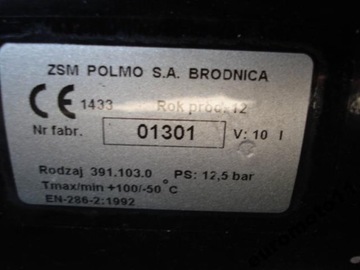 ZSM POLMO S.A. BRODNICA
CE 1433 Rok prod. 12
Nr fabr. 01301 V: 10 l
Rodzaj 391.103.0 PS: 12,5 bar
Tmax/min +100/-50 °C
EN-286-2:1992